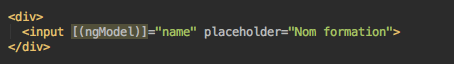 <div>
<input [(ngModel)]="name" placeholder="Nom formation">
</div>